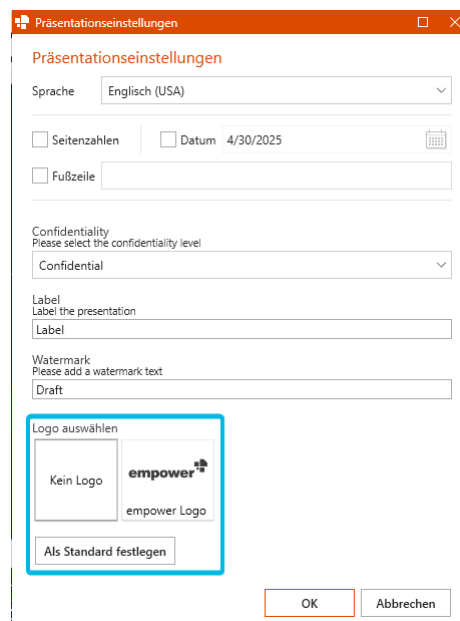 Präsentationseinstellungen
Präsentationseinstellungen
Sprache Englisch (USA)
Seitenzahlen Datum 4/30/2025
Fußzeile
Confidentiality
Please select the confidentiality level
Confidential
Label
Label the presentation
Label
Watermark
Please add a watermark text
Draft
Logo auswählen
Kein Logo empower
empower Logo
Als Standard festlegen
OK Abbrechen